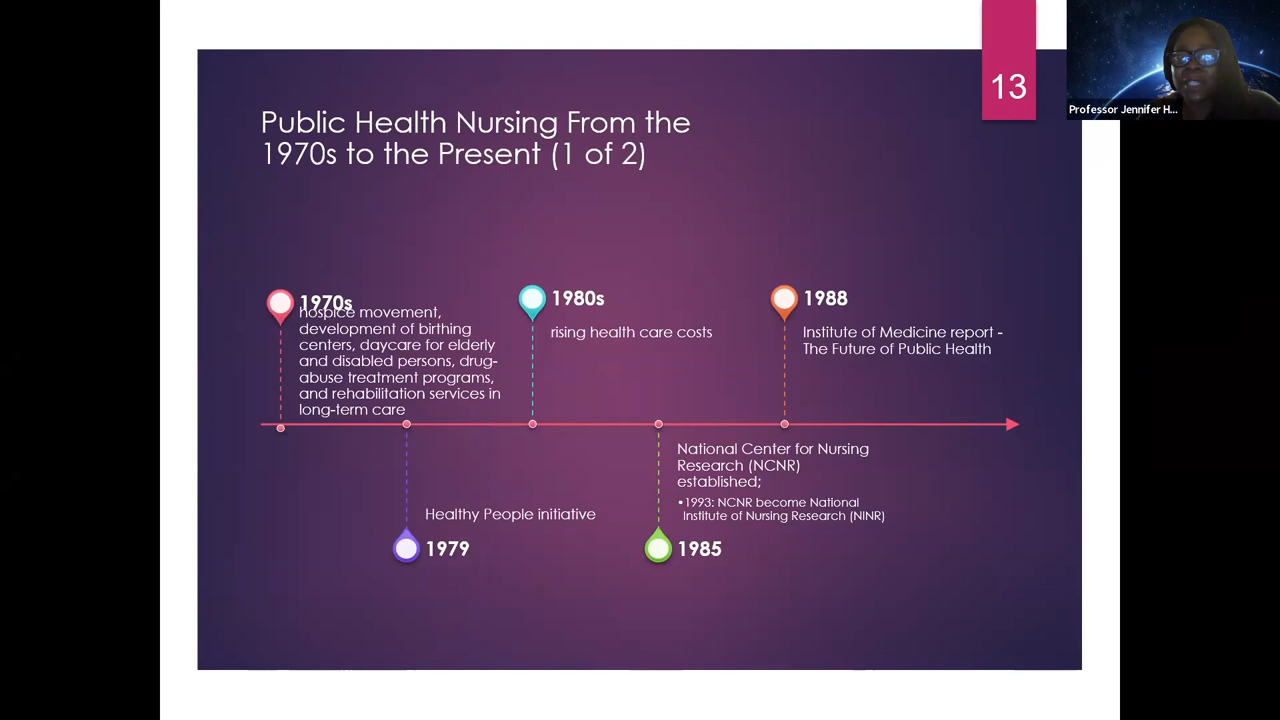 13
Professor Jennifer H...
Public Health Nursing From the
1970s to the Present (1 of 2)
1970s
hospice movement,
development of birthing
centers, daycare for elderly
and disabled persons, drug-
abuse treatment programs,
and rehabilitation services in
long-term care
1980s
rising health care costs
1988
Institute of Medicine report -
The Future of Public Health
Healthy People initiative
1979
National Center for Nursing
Research (NCNR)
established;
•1993: NCNR become National
Institute of Nursing Research (NINR)
1985